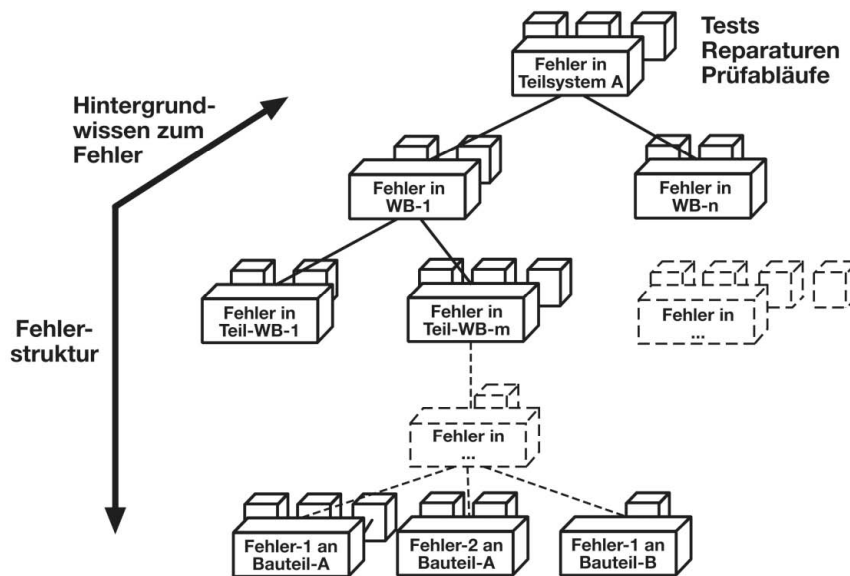 Tests
Reparaturen
Prüfabläufe
Fehler in
Teilsystem A
Hintergrund-
wissen zum
Fehler
Fehler in
WB-1
Fehler in
WB-n
Fehler-
struktur
Fehler in
Teil-WB-1
Fehler in
Teil-WB-m
Fehler in
...
Fehler in
...
Fehler-1 an
Bauteil-A
Fehler-2 an
Bauteil-A
Fehler-1 an
Bauteil-B